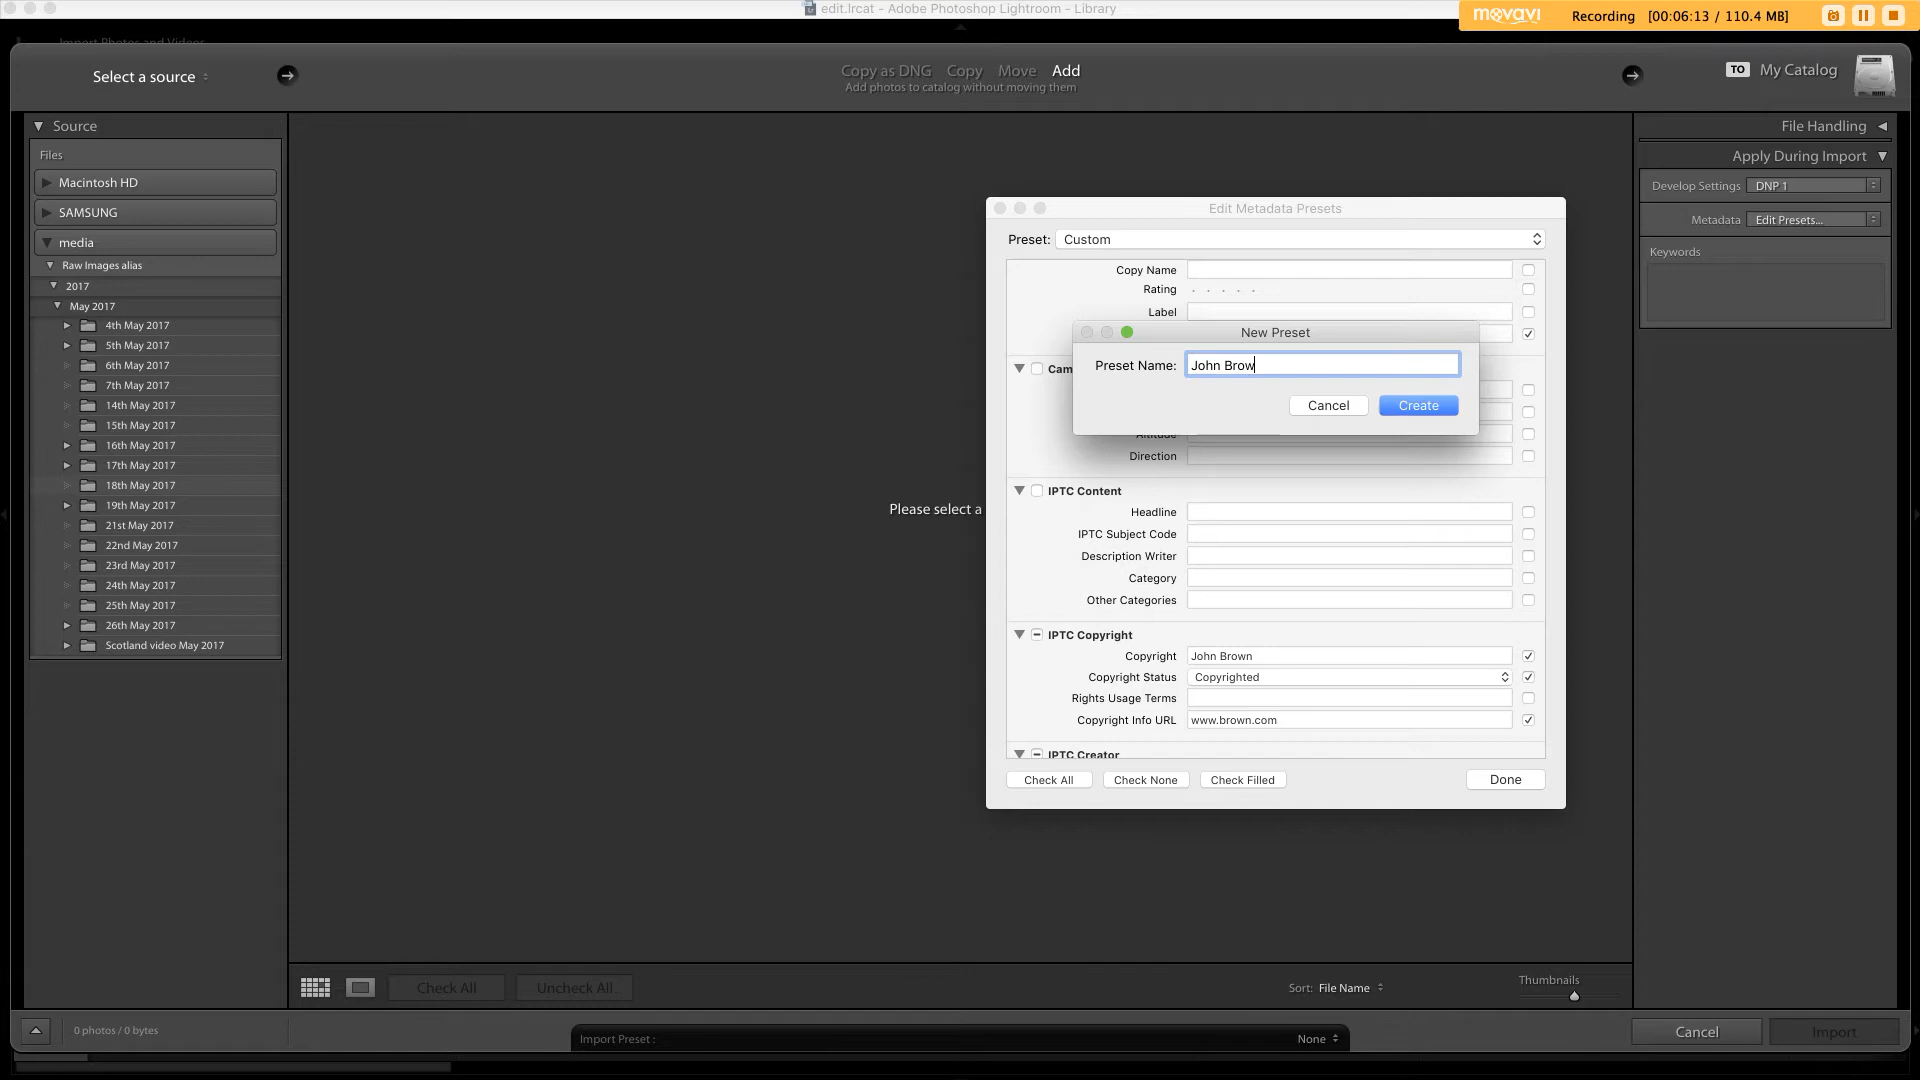 edit.lrcat - Adobe Photoshop Lightroom - Library
movavi
Recording [00:06:13 / 110.4 MB]
Import Photos and Videos
Select a source
Copy as DNG Copy Move Add
Add photos to catalog without moving them
TO My Catalog
Source
Files
Macintosh HD
SAMSUNG
media
Raw Images alias
2017
May 2017
4th May 2017
5th May 2017
6th May 2017
7th May 2017
14th May 2017
15th May 2017
16th May 2017
17th May 2017
18th May 2017
19th May 2017
21st May 2017
22nd May 2017
23rd May 2017
24th May 2017
25th May 2017
26th May 2017
Scotland video May 2017
Please select a
Edit Metadata Presets
Preset: Custom
Copy Name
Rating
Label
New Preset
Preset Name: John Brow
Cancel Create
Cam
Altitude
Direction
IPTC Content
Headline
IPTC Subject Code
Description Writer
Category
Other Categories
IPTC Copyright
Copyright John Brown
Copyright Status Copyrighted
Rights Usage Terms
Copyright Info URL www.brown.com
IPTC Creator
Check All Check None Check Filled Done
File Handling
Apply During Import
Develop Settings DNP 1
Metadata Edit Presets...
Keywords
Check All Uncheck All
Sort: File Name
Thumbnails
0 photos / 0 bytes
Import Preset : None
Cancel Import